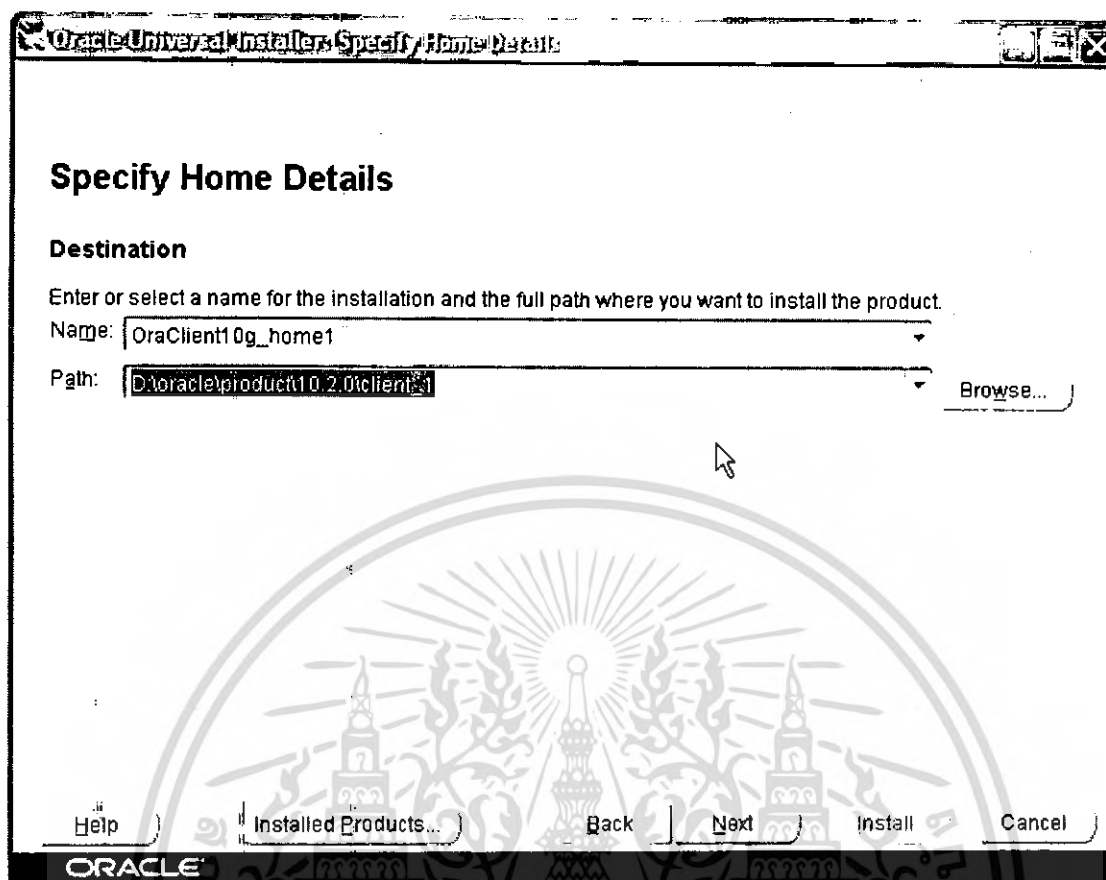 Oracle Universal Installer: Specify Home Details
Specify Home Details
Destination
Enter or select a name for the installation and the full path where you want to install the product.
Name: OraClient10g_home1
Path: D:\oracle\product\10.2.0\client_1
Browse...
Help Installed Products... Back Next Install Cancel
ORACLE